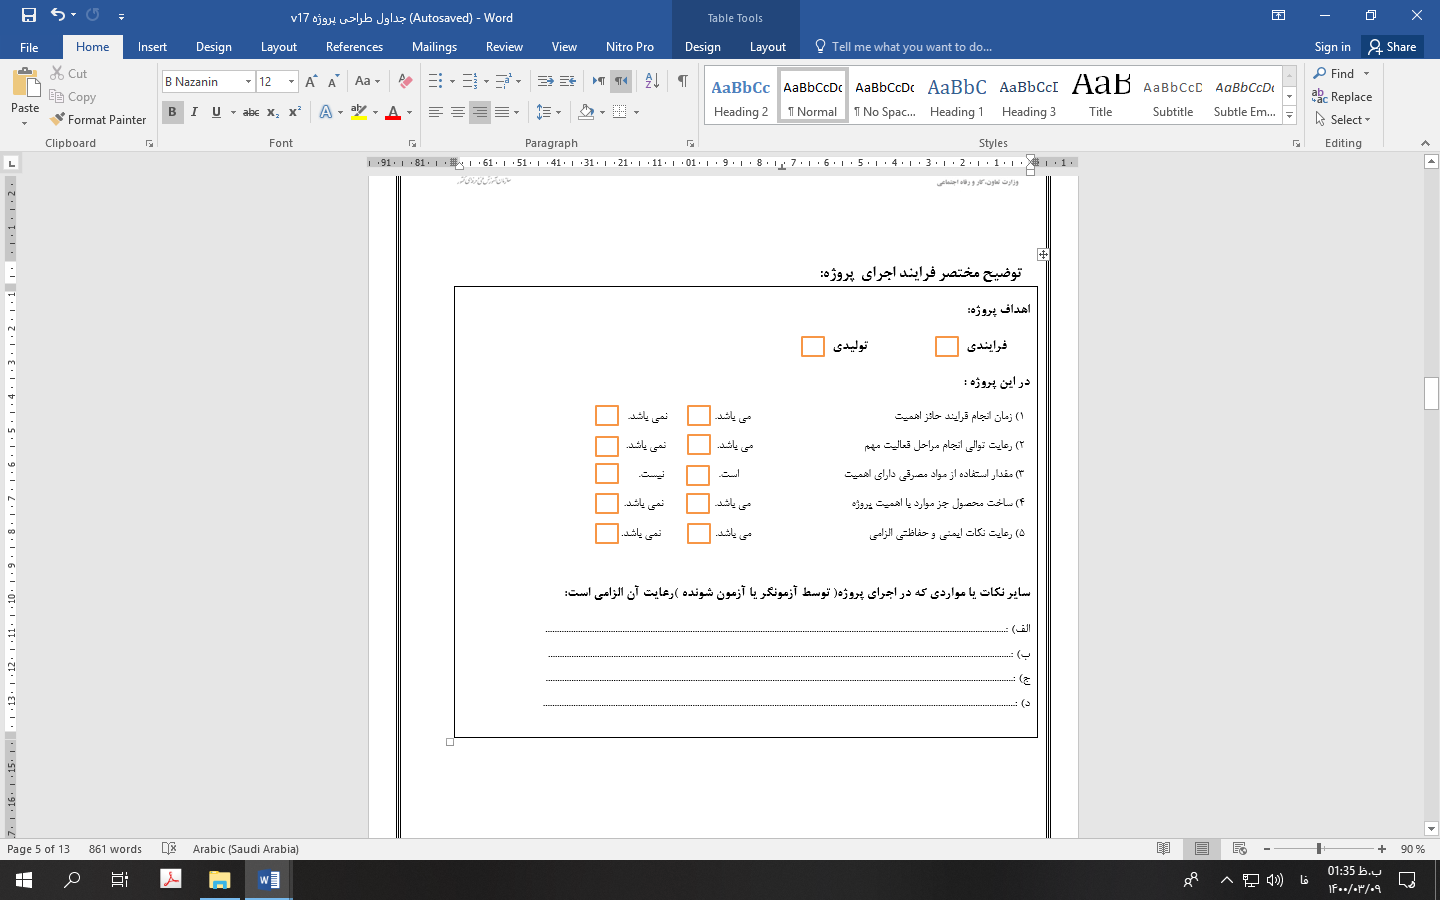 جداول طراحی پروژه v17 (Autosaved) - Word
Table Tools
File Home Insert Design Layout References Mailings Review View Nitro Pro Design Layout Tell me what you want to do... Sign in Share
Paste
Cut
Copy
Format Painter
Clipboard
B Nazanin 12
Font
Paragraph
AaBbCc AaBbCcDc AaBbCcDc AaBbC AaBbCcI AaB AaBbCcD AaBbCcDc
Heading 2 ¶ Normal ¶ No Spac... Heading 1 Heading 3 Title Subtitle Subtle Em...
Styles
Find
Replace
Select
Editing
وزارت تعاون، کار و رفاه اجتماعی
توضیح مختصر فرایند اجرای پروژه:
اهداف پروژه:
فرایندی تولیدی
در این پروژه :
۱) زمان انجام فرایند حائز اهمیت می باشد. نمی باشد.
۲) رعایت توالی انجام مراحل فعالیت مهم می باشد. نمی باشد.
۳) مقدار استفاده از مواد مصرفی دارای اهمیت است. نیست.
۴) ساخت محصول جز موارد با اهمیت پروژه می باشد. نمی باشد.
۵) رعایت نکات ایمنی و حفاظتی الزامی می باشد. نمی باشد.
سایر نکات یا مواردی که در اجرای پروژه( توسط آزمونگر یا آزمون شونده )رعایت آن الزامی است:
الف) :
ب) :
ج) :
د) :
Page 5 of 13 861 words Arabic (Saudi Arabia) 90 %
فا
01:35 ب.ظ
۱۴۰۰/۰۳/۰۹